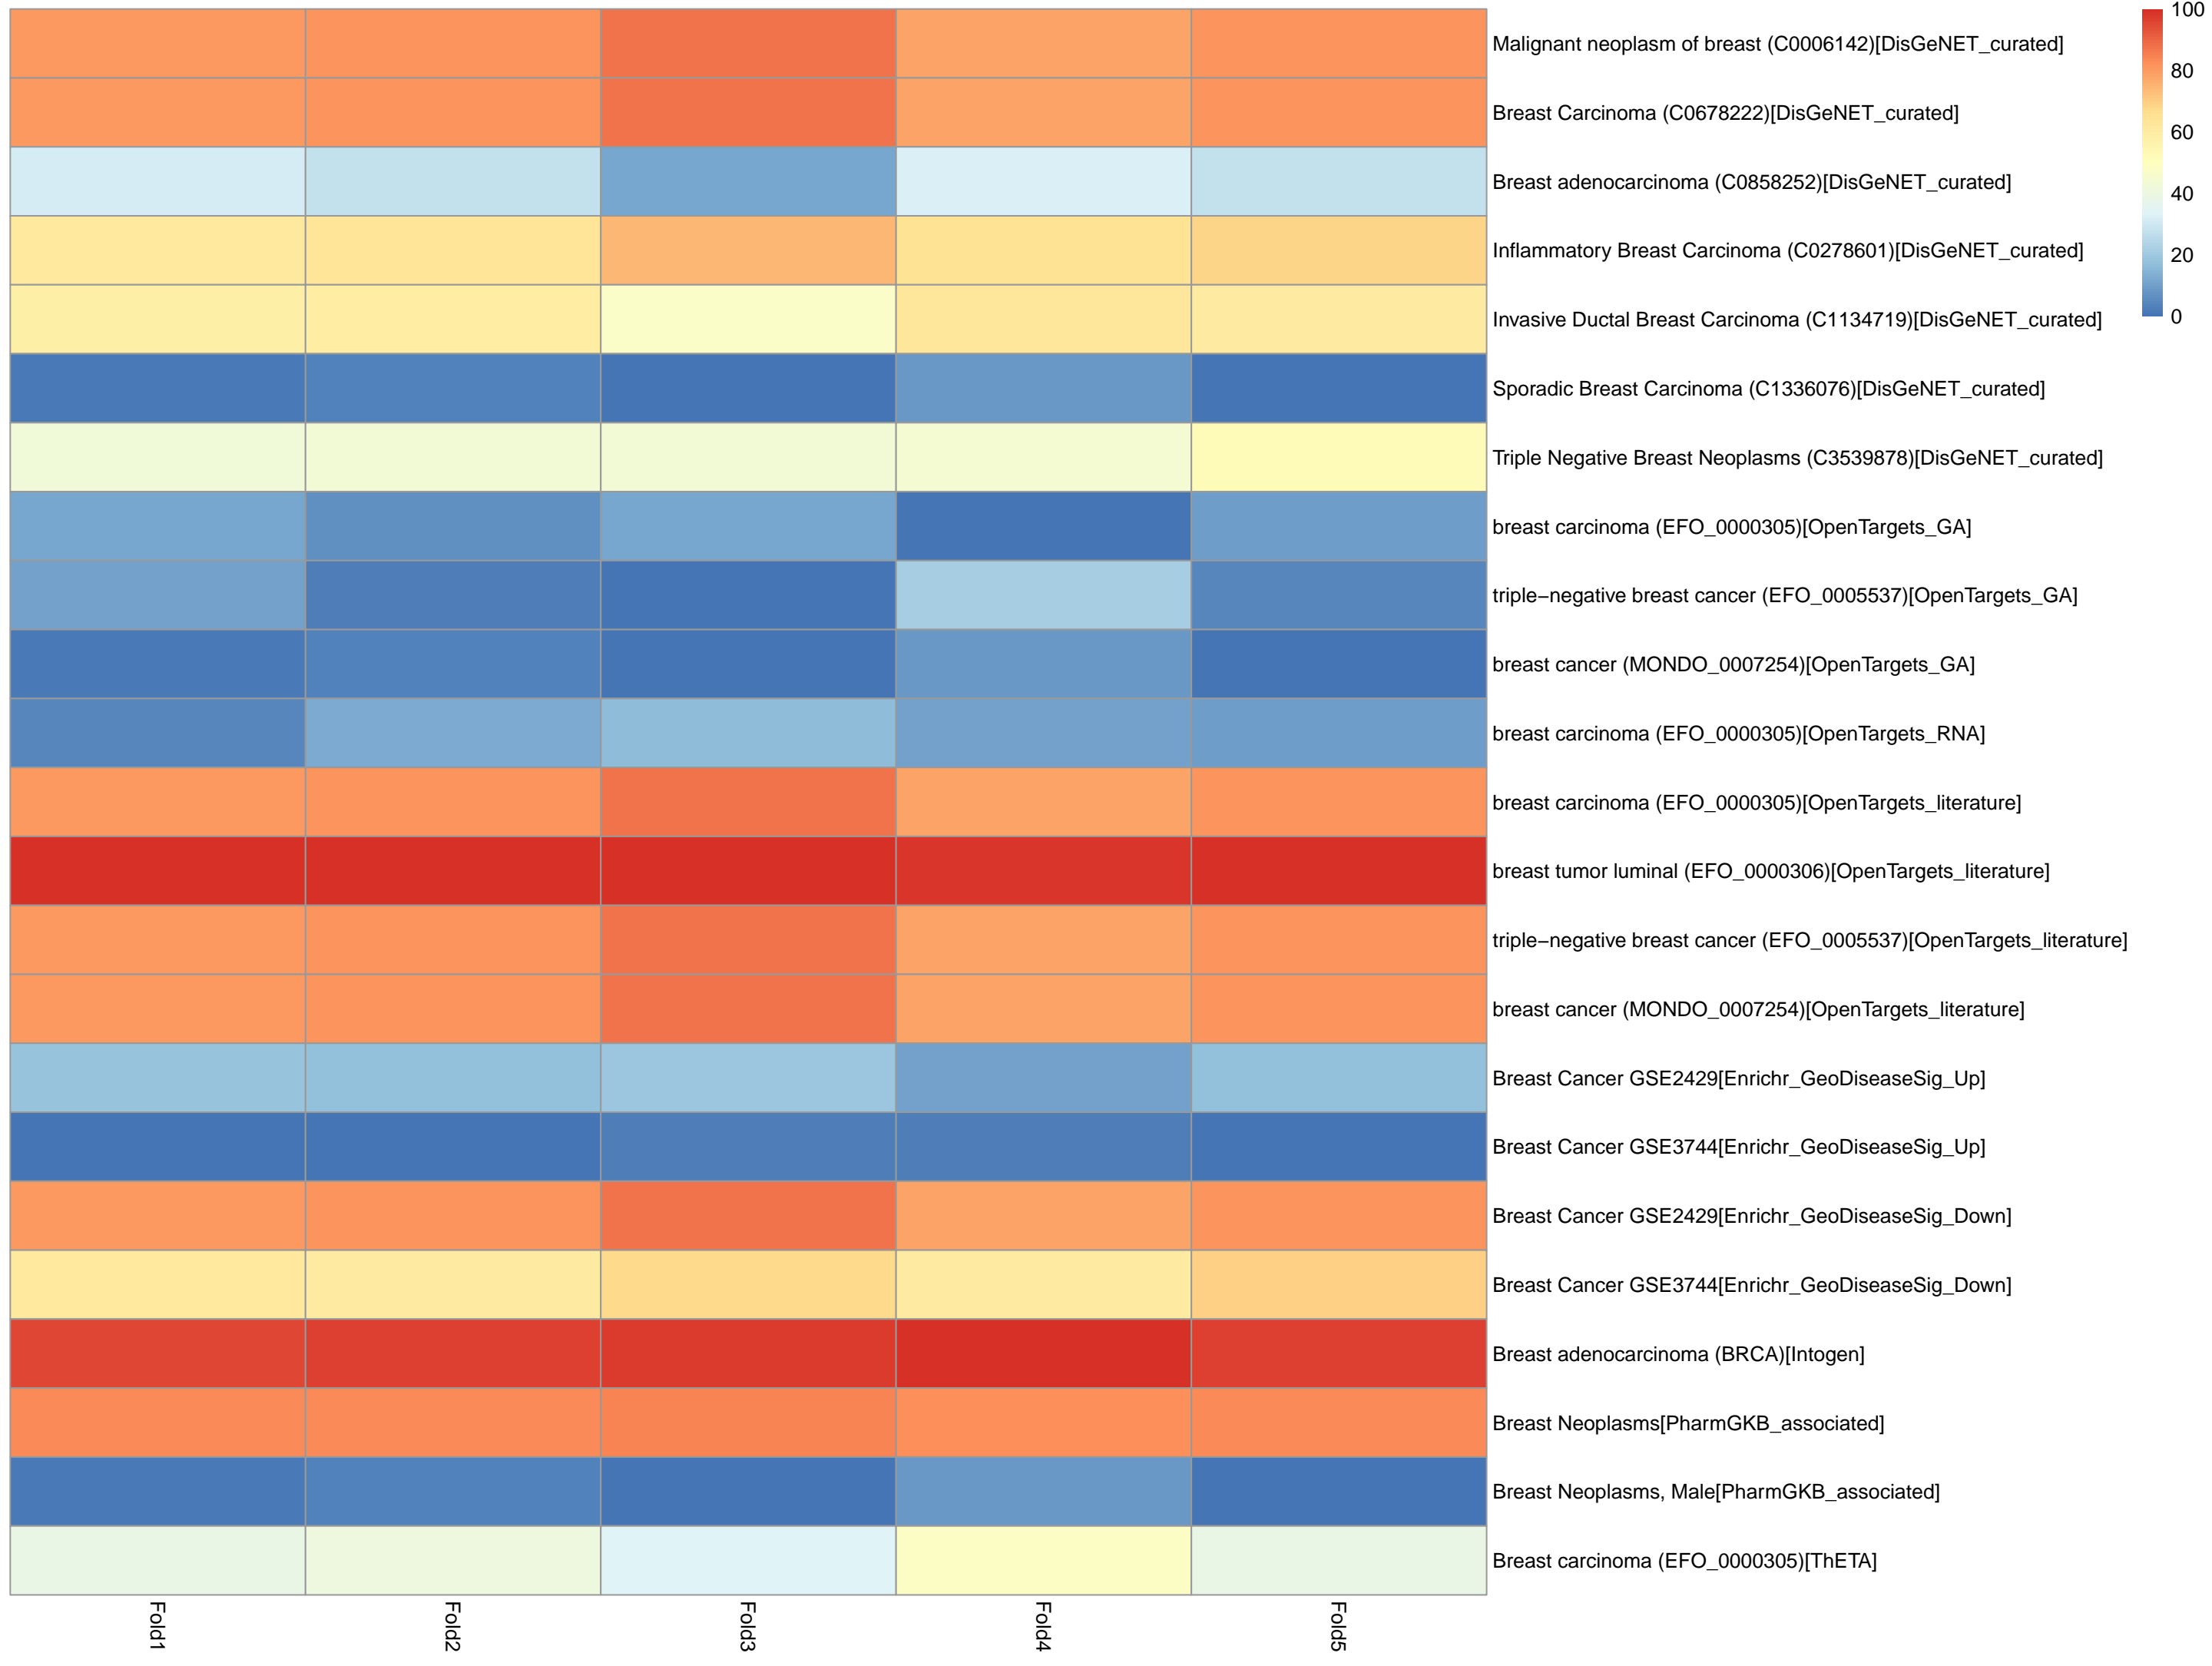 Malignant neoplasm of breast (C0006142)[DisGeNET_curated]
Breast Carcinoma (C0678222)[DisGeNET_curated]
Breast adenocarcinoma (C0858252)[DisGeNET_curated]
Inflammatory Breast Carcinoma (C0278601)[DisGeNET_curated]
Invasive Ductal Breast Carcinoma (C1134719)[DisGeNET_curated]
Sporadic Breast Carcinoma (C1336076)[DisGeNET_curated]
Triple Negative Breast Neoplasms (C3539878)[DisGeNET_curated]
breast carcinoma (EFO_0000305)[OpenTargets_GA]
triple−negative breast cancer (EFO_0005537)[OpenTargets_GA]
breast cancer (MONDO_0007254)[OpenTargets_GA]
breast carcinoma (EFO_0000305)[OpenTargets_RNA]
breast carcinoma (EFO_0000305)[OpenTargets_literature]
breast tumor luminal (EFO_0000306)[OpenTargets_literature]
triple−negative breast cancer (EFO_0005537)[OpenTargets_literature]
breast cancer (MONDO_0007254)[OpenTargets_literature]
Breast Cancer GSE2429[Enrichr_GeoDiseaseSig_Up]
Breast Cancer GSE3744[Enrichr_GeoDiseaseSig_Up]
Breast Cancer GSE2429[Enrichr_GeoDiseaseSig_Down]
Breast Cancer GSE3744[Enrichr_GeoDiseaseSig_Down]
Breast adenocarcinoma (BRCA)[Intogen]
Breast Neoplasms[PharmGKB_associated]
Breast Neoplasms, Male[PharmGKB_associated]
Breast carcinoma (EFO_0000305)[ThETA]
Fold1
Fold2
Fold3
Fold4
Fold5
100
80
60
40
20
0